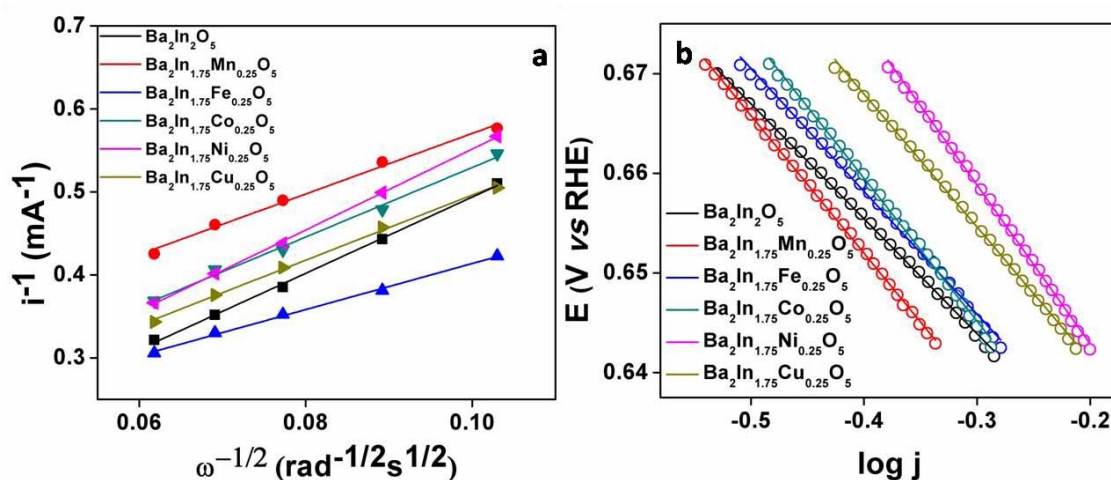 a
i⁻¹ (mA⁻¹)
0.7
0.6
0.5
0.4
0.3
Ba₂In₂O₅
Ba₂In₁.₇₅Mn₀.₂₅O₅
Ba₂In₁.₇₅Fe₀.₂₅O₅
Ba₂In₁.₇₅Co₀.₂₅O₅
Ba₂In₁.₇₅Ni₀.₂₅O₅
Ba₂In₁.₇₅Cu₀.₂₅O₅
0.06 0.08 0.10
ω⁻¹/² (rad⁻¹/²s¹/²)
b
E (V vs RHE)
0.67
0.66
0.65
0.64
Ba₂In₂O₅
Ba₂In₁.₇₅Mn₀.₂₅O₅
Ba₂In₁.₇₅Fe₀.₂₅O₅
Ba₂In₁.₇₅Co₀.₂₅O₅
Ba₂In₁.₇₅Ni₀.₂₅O₅
Ba₂In₁.₇₅Cu₀.₂₅O₅
-0.5 -0.4 -0.3 -0.2
log j